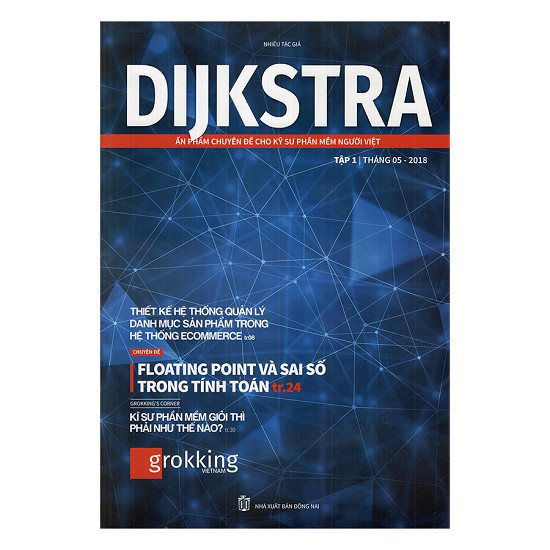 NHIỀU TÁC GIẢ
DIJKSTRA
ẤN PHẨM CHUYÊN ĐỀ CHO KỸ SƯ PHẦN MỀM NGƯỜI VIỆT
TẬP 1 | THÁNG 05 - 2018
THIẾT KẾ HỆ THỐNG QUẢN LÝ
DANH MỤC SẢN PHẨM TRONG
HỆ THỐNG ECOMMERCE tr.08
CHUYÊN ĐỀ
FLOATING POINT VÀ SAI SỐ
TRONG TÍNH TOÁN tr.24
GROKKING'S CORNER
KĨ SƯ PHẦN MỀM GIỎI THÌ
PHẢI NHƯ THẾ NÀO? tr.30
grokking
VIETNAM
NHÀ XUẤT BẢN ĐỒNG NAI